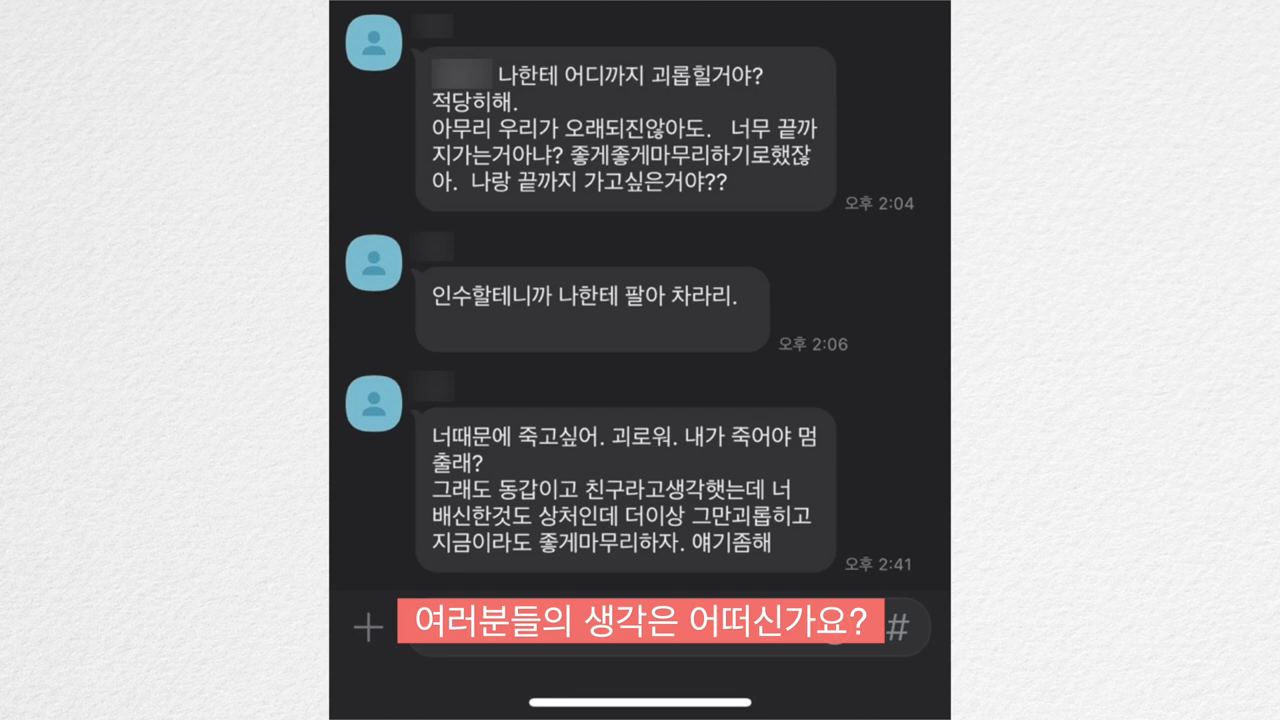 나한테 어디까지 괴롭힐거야?
적당히해.
아무리 우리가 오래되진않아도. 너무 끝까
지가는거아냐? 좋게좋게마무리하기로했잖
아. 나랑 끝까지 가고싶은거야??
오후 2:04
인수할테니까 나한테 팔아 차라리.
오후 2:06
너때문에 죽고싶어. 괴로워. 내가 죽어야 멈
출래?
그래도 동갑이고 친구라고생각햇는데 너
배신한것도 상처인데 더이상 그만괴롭히고
지금이라도 좋게마무리하자. 얘기좀해
오후 2:41
여러분들의 생각은 어떠신가요?
#